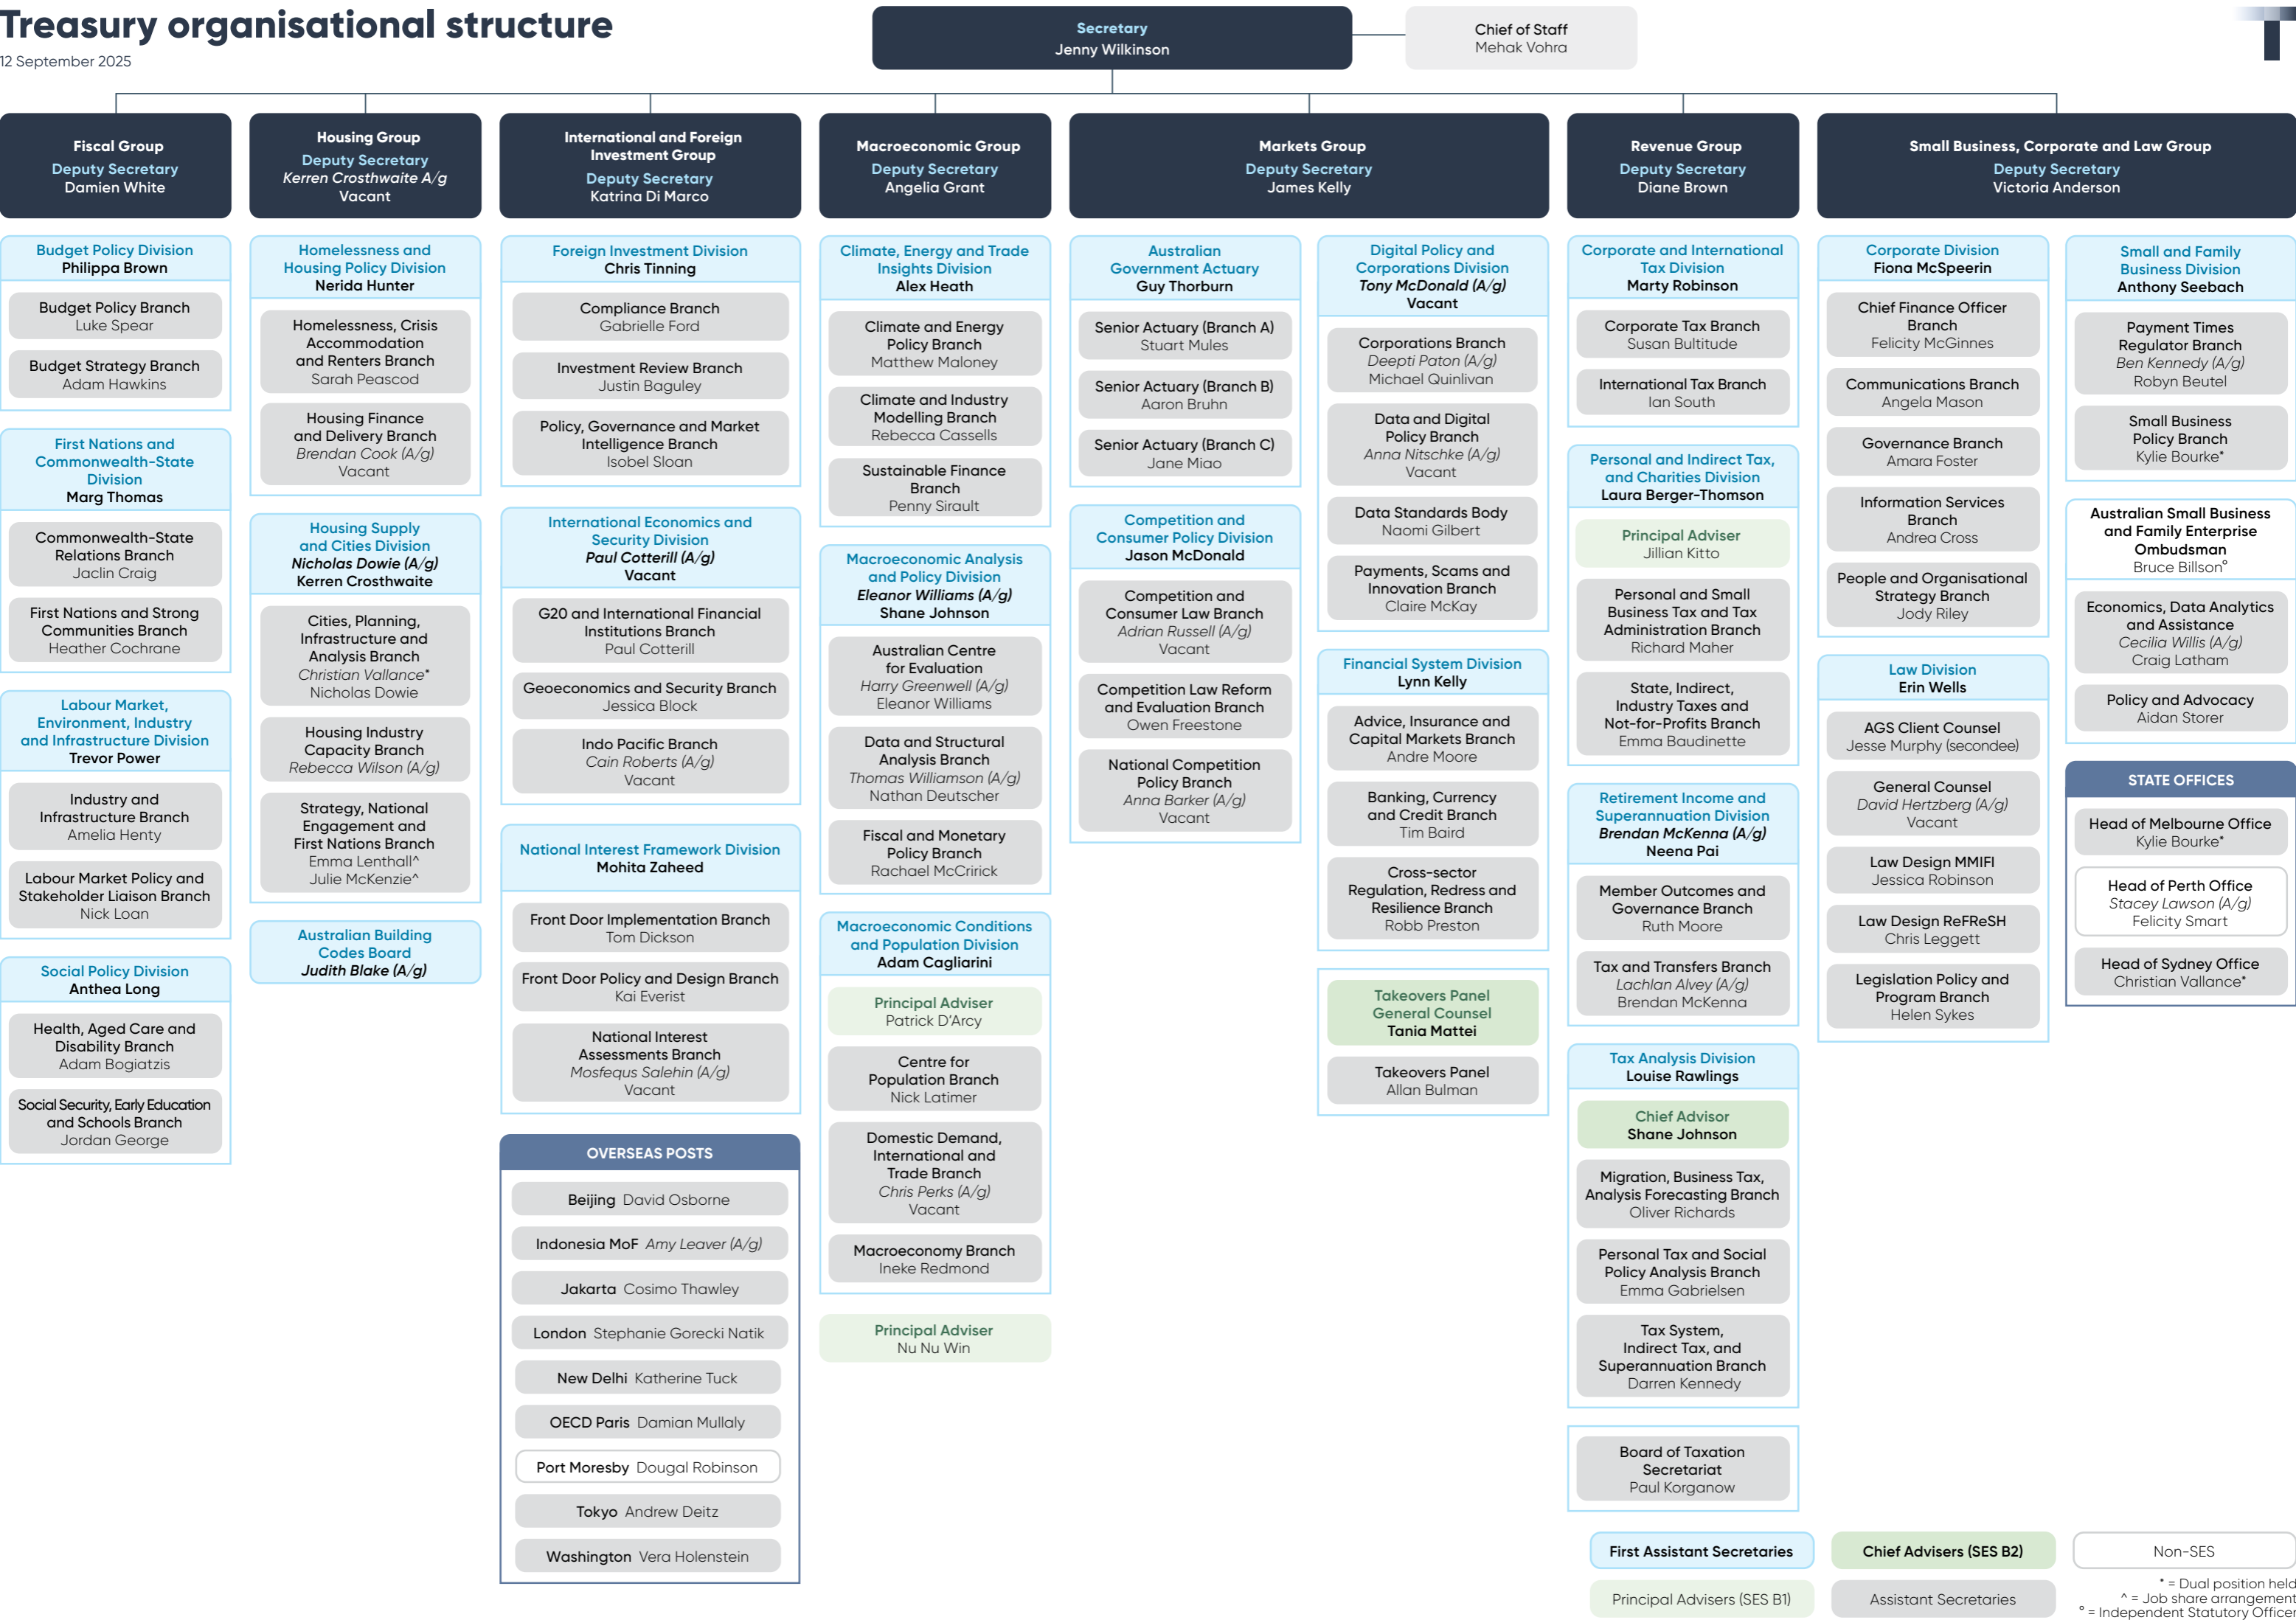 Treasury organisational structure
12 September 2025
Secretary
Jenny Wilkinson
Chief of Staff
Mehak Vohra
Fiscal Group
Deputy Secretary
Damien White
Budget Policy Division
Philippa Brown
Budget Policy Branch
Luke Spear
Budget Strategy Branch
Adam Hawkins
First Nations and
Commonwealth-State
Division
Marg Thomas
Commonwealth-State
Relations Branch
Jaclin Craig
First Nations and Strong
Communities Branch
Heather Cochrane
Labour Market,
Environment, Industry
and Infrastructure Division
Trevor Power
Industry and
Infrastructure Branch
Amelia Henty
Labour Market Policy and
Stakeholder Liaison Branch
Nick Loan
Social Policy Division
Anthea Long
Health, Aged Care and
Disability Branch
Adam Bogiatzis
Social Security, Early Education
and Schools Branch
Jordan George
Housing Group
Deputy Secretary
Kerren Crosthwaite A/g
Vacant
Homelessness and
Housing Policy Division
Nerida Hunter
Homelessness, Crisis
Accommodation
and Renters Branch
Sarah Peascod
Housing Finance
and Delivery Branch
Brendan Cook (A/g)
Vacant
Housing Supply
and Cities Division
Nicholas Dowie (A/g)
Kerren Crosthwaite
Cities, Planning,
Infrastructure and
Analysis Branch
Christian Vallance*
Nicholas Dowie
Housing Industry
Capacity Branch
Rebecca Wilson (A/g)
Strategy, National
Engagement and
First Nations Branch
Emma Lenthall^
Julie McKenzie^
Australian Building
Codes Board
Judith Blake (A/g)
International and Foreign
Investment Group
Deputy Secretary
Katrina Di Marco
Foreign Investment Division
Chris Tinning
Compliance Branch
Gabrielle Ford
Investment Review Branch
Justin Baguley
Policy, Governance and Market
Intelligence Branch
Isobel Sloan
International Economics and
Security Division
Paul Cotterill (A/g)
Vacant
G20 and International Financial
Institutions Branch
Paul Cotterill
Geoeconomics and Security Branch
Jessica Block
Indo Pacific Branch
Cain Roberts (A/g)
Vacant
National Interest Framework Division
Mohita Zaheed
Front Door Implementation Branch
Tom Dickson
Front Door Policy and Design Branch
Kai Everist
National Interest
Assessments Branch
Mosfequs Salehin (A/g)
Vacant
OVERSEAS POSTS
Beijing David Osborne
Indonesia MoF Amy Leaver (A/g)
Jakarta Cosimo Thawley
London Stephanie Gorecki Natik
New Delhi Katherine Tuck
OECD Paris Damian Mullaly
Port Moresby Dougal Robinson
Tokyo Andrew Deitz
Washington Vera Holenstein
Macroeconomic Group
Deputy Secretary
Angelia Grant
Climate, Energy and Trade
Insights Division
Alex Heath
Climate and Energy
Policy Branch
Matthew Maloney
Climate and Industry
Modelling Branch
Rebecca Cassells
Sustainable Finance
Branch
Penny Sirault
Macroeconomic Analysis
and Policy Division
Eleanor Williams (A/g)
Shane Johnson
Australian Centre
for Evaluation
Harry Greenwell (A/g)
Eleanor Williams
Data and Structural
Analysis Branch
Thomas Williamson (A/g)
Nathan Deutscher
Fiscal and Monetary
Policy Branch
Rachael McCririck
Macroeconomic Conditions
and Population Division
Adam Cagliarini
Principal Adviser
Patrick D’Arcy
Centre for
Population Branch
Nick Latimer
Domestic Demand,
International and
Trade Branch
Chris Perks (A/g)
Vacant
Macroeconomy Branch
Ineke Redmond
Principal Adviser
Nu Nu Win
Markets Group
Deputy Secretary
James Kelly
Australian
Government Actuary
Guy Thorburn
Senior Actuary (Branch A)
Stuart Mules
Senior Actuary (Branch B)
Aaron Bruhn
Senior Actuary (Branch C)
Jane Miao
Competition and
Consumer Policy Division
Jason McDonald
Competition and
Consumer Law Branch
Adrian Russell (A/g)
Vacant
Competition Law Reform
and Evaluation Branch
Owen Freestone
National Competition
Policy Branch
Anna Barker (A/g)
Vacant
Digital Policy and
Corporations Division
Tony McDonald (A/g)
Vacant
Corporations Branch
Deepti Paton (A/g)
Michael Quinlivan
Data and Digital
Policy Branch
Anna Nitschke (A/g)
Vacant
Data Standards Body
Naomi Gilbert
Payments, Scams and
Innovation Branch
Claire McKay
Financial System Division
Lynn Kelly
Advice, Insurance and
Capital Markets Branch
Andre Moore
Banking, Currency
and Credit Branch
Tim Baird
Cross-sector
Regulation, Redress and
Resilience Branch
Robb Preston
Takeovers Panel
General Counsel
Tania Mattei
Takeovers Panel
Allan Bulman
Revenue Group
Deputy Secretary
Diane Brown
Corporate and International
Tax Division
Marty Robinson
Corporate Tax Branch
Susan Bultitude
International Tax Branch
Ian South
Personal and Indirect Tax,
and Charities Division
Laura Berger-Thomson
Principal Adviser
Jillian Kitto
Personal and Small
Business Tax and Tax
Administration Branch
Richard Maher
State, Indirect,
Industry Taxes and
Not-for-Profits Branch
Emma Baudinette
Retirement Income and
Superannuation Division
Brendan McKenna (A/g)
Neena Pai
Member Outcomes and
Governance Branch
Ruth Moore
Tax and Transfers Branch
Lachlan Alvey (A/g)
Brendan McKenna
Tax Analysis Division
Louise Rawlings
Chief Advisor
Shane Johnson
Migration, Business Tax,
Analysis Forecasting Branch
Oliver Richards
Personal Tax and Social
Policy Analysis Branch
Emma Gabrielsen
Tax System,
Indirect Tax, and
Superannuation Branch
Darren Kennedy
Board of Taxation
Secretariat
Paul Korganow
Small Business, Corporate and Law Group
Deputy Secretary
Victoria Anderson
Corporate Division
Fiona McSpeerin
Chief Finance Officer
Branch
Felicity McGinnes
Communications Branch
Angela Mason
Governance Branch
Amara Foster
Information Services
Branch
Andrea Cross
People and Organisational
Strategy Branch
Jody Riley
Law Division
Erin Wells
AGS Client Counsel
Jesse Murphy (secondee)
General Counsel
David Hertzberg (A/g)
Vacant
Law Design MMIFI
Jessica Robinson
Law Design ReFReSH
Chris Leggett
Legislation Policy and
Program Branch
Helen Sykes
Small and Family
Business Division
Anthony Seebach
Payment Times
Regulator Branch
Ben Kennedy (A/g)
Robyn Beutel
Small Business
Policy Branch
Kylie Bourke*
Australian Small Business
and Family Enterprise
Ombudsman
Bruce Billson°
Economics, Data Analytics
and Assistance
Cecilia Willis (A/g)
Craig Latham
Policy and Advocacy
Aidan Storer
STATE OFFICES
Head of Melbourne Office
Kylie Bourke*
Head of Perth Office
Stacey Lawson (A/g)
Felicity Smart
Head of Sydney Office
Christian Vallance*
First Assistant Secretaries
Chief Advisers (SES B2)
Non-SES
Principal Advisers (SES B1)
Assistant Secretaries
* = Dual position held
^ = Job share arrangement
° = Independent Statutory Officer